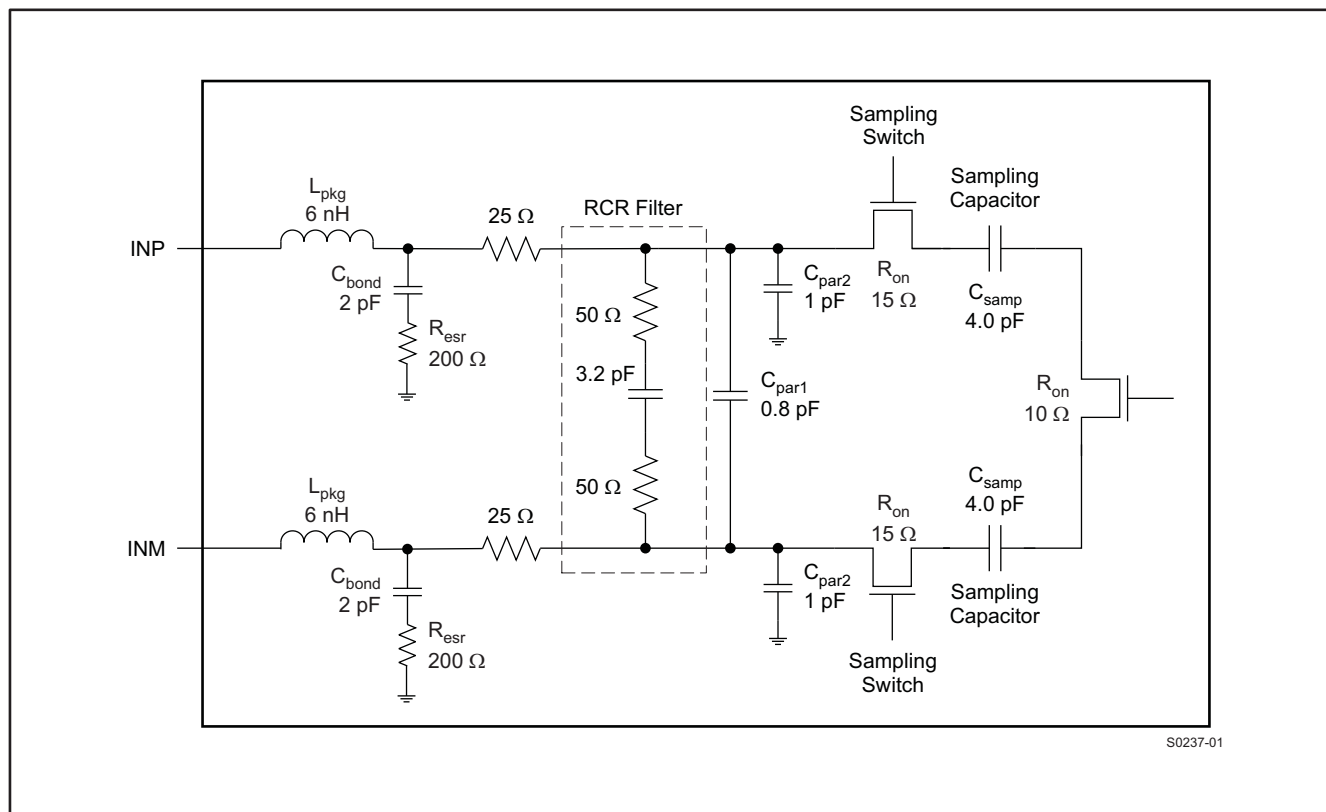 Sampling
Switch
Sampling
Capacitor
L_pkg
6 nH
25 Ω
RCR Filter
INP
C_bond
2 pF
R_esr
200 Ω
50 Ω
3.2 pF
50 Ω
C_par1
0.8 pF
C_par2
1 pF
R_on
15 Ω
C_samp
4.0 pF
R_on
10 Ω
L_pkg
6 nH
25 Ω
INM
C_bond
2 pF
R_esr
200 Ω
C_par2
1 pF
R_on
15 Ω
C_samp
4.0 pF
Sampling
Capacitor
Sampling
Switch
S0237-01